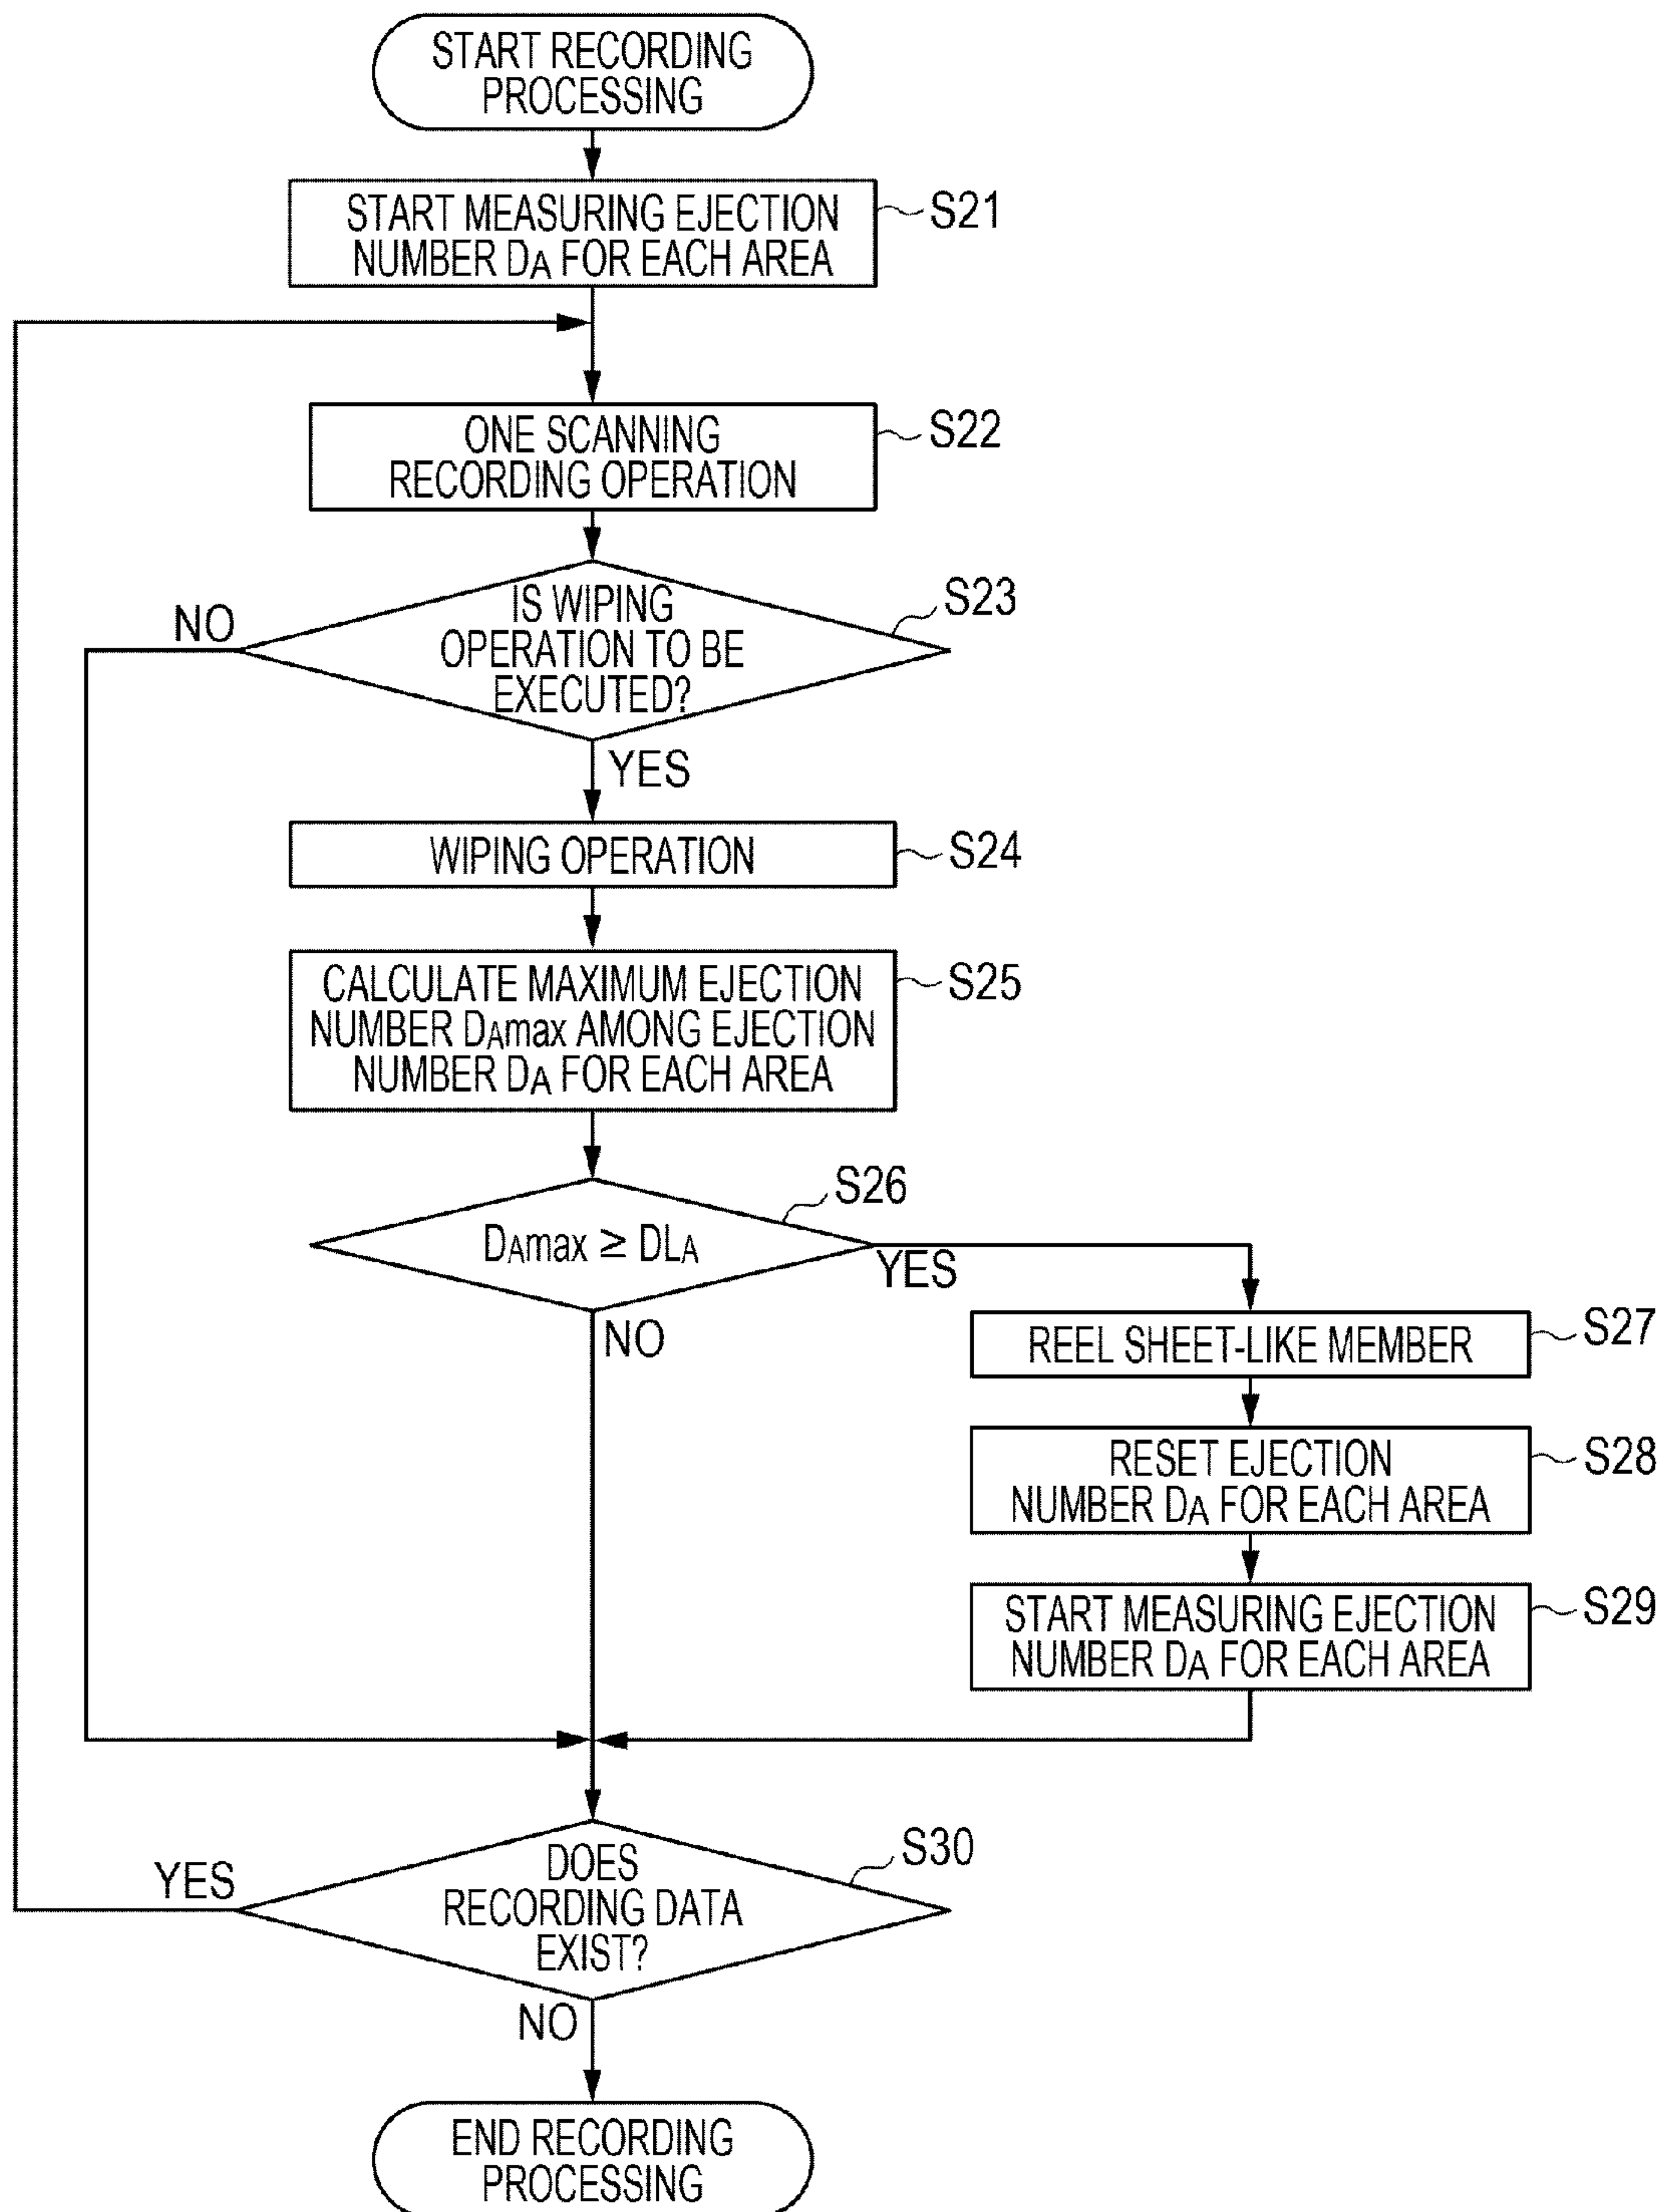 START RECORDING
PROCESSING
START MEASURING EJECTION
NUMBER DA FOR EACH AREA
S21
ONE SCANNING
RECORDING OPERATION
S22
IS WIPING
OPERATION TO BE
EXECUTED?
S23
NO
YES
WIPING OPERATION
S24
CALCULATE MAXIMUM EJECTION
NUMBER DAmax AMONG EJECTION
NUMBER DA FOR EACH AREA
S25
DAmax ≥ DLA
S26
YES
NO
REEL SHEET-LIKE MEMBER
S27
RESET EJECTION
NUMBER DA FOR EACH AREA
S28
START MEASURING EJECTION
NUMBER DA FOR EACH AREA
S29
DOES
RECORDING DATA
EXIST?
S30
YES
NO
END RECORDING
PROCESSING